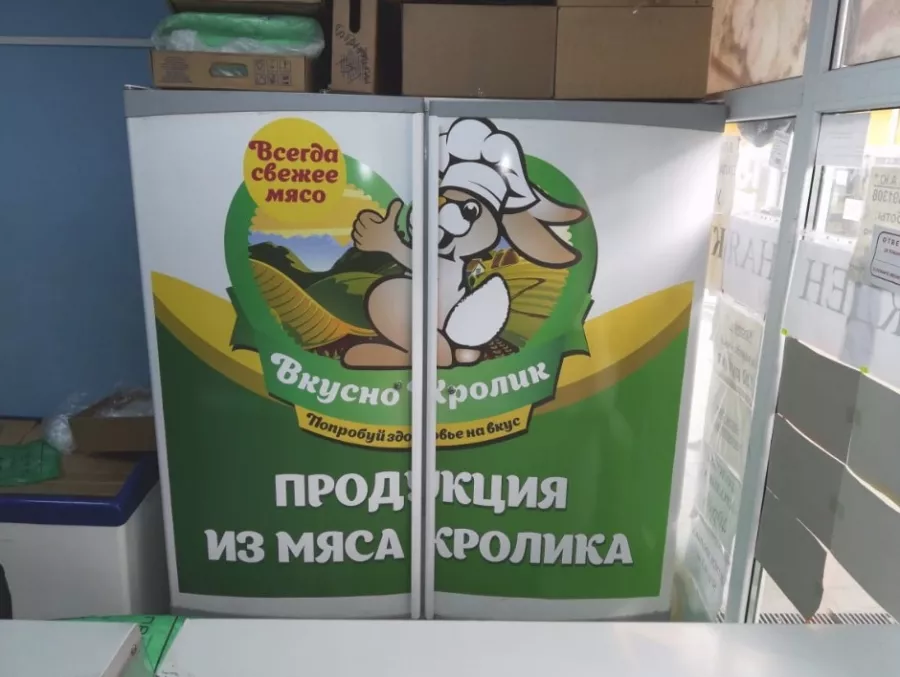 Всегда
свежее
мясо
Вкусно Кролик
Попробуй здоровье на вкус
ПРОДУКЦИЯ
ИЗ МЯСА КРОЛИКА